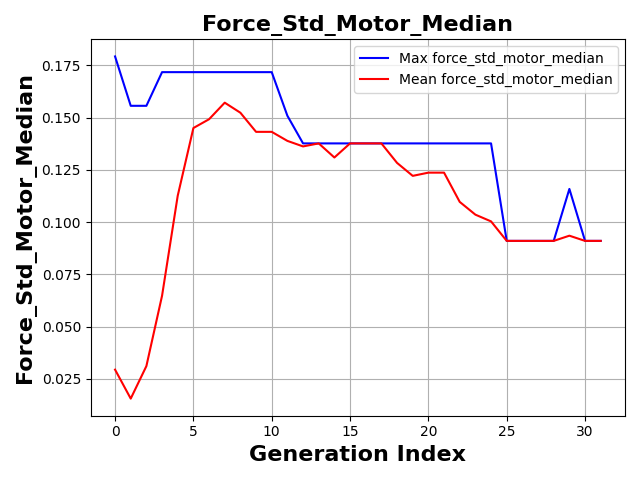 Force_Std_Motor_Median
Max force_std_motor_median
Mean force_std_motor_median
Force_Std_Motor_Median
0.175
0.150
0.125
0.100
0.075
0.050
0.025
0 5 10 15 20 25 30
Generation Index